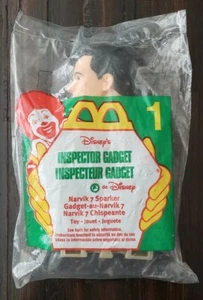 1
Disney's
INSPECTOR GADGET
INSPECTEUR GADGET
de Disney
Narvik 7 Sparker
Gadget-au-Narvik 7
Narvik 7 Chispeante
Toy - Jouet - Juguete